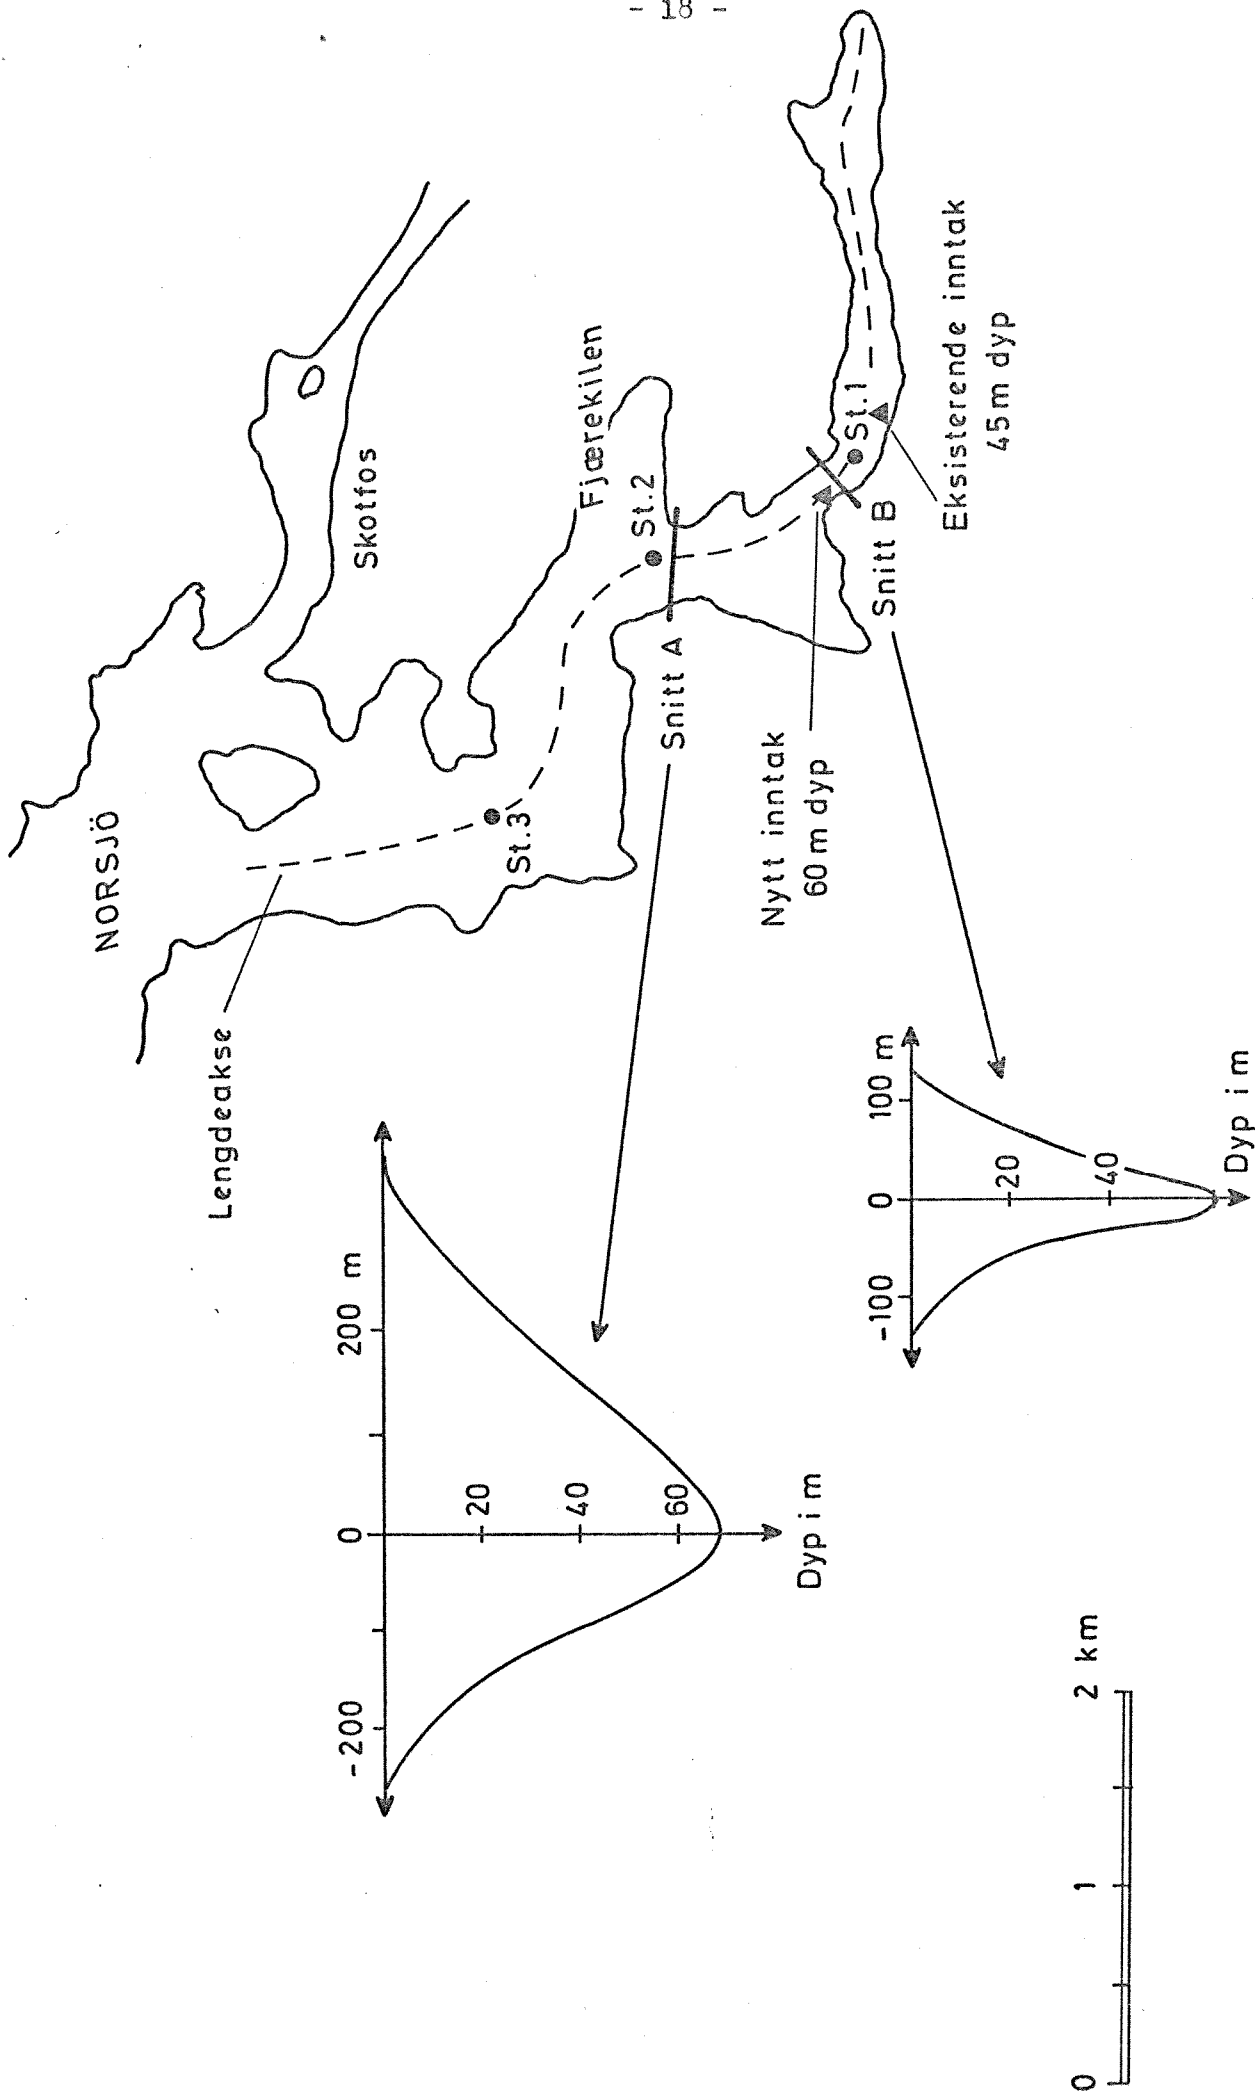 - 18 -
NORSJÖ
Skotfos
Lengdeakse
Fjærekilen
St.3
St.2
St.1
Snitt A
Snitt B
Nytt inntak
60 m dyp
Eksisterende inntak
45 m dyp
-200
0
200 m
20
40
60
Dyp i m
-100
0
100 m
20
40
Dyp i m
0
1
2 km